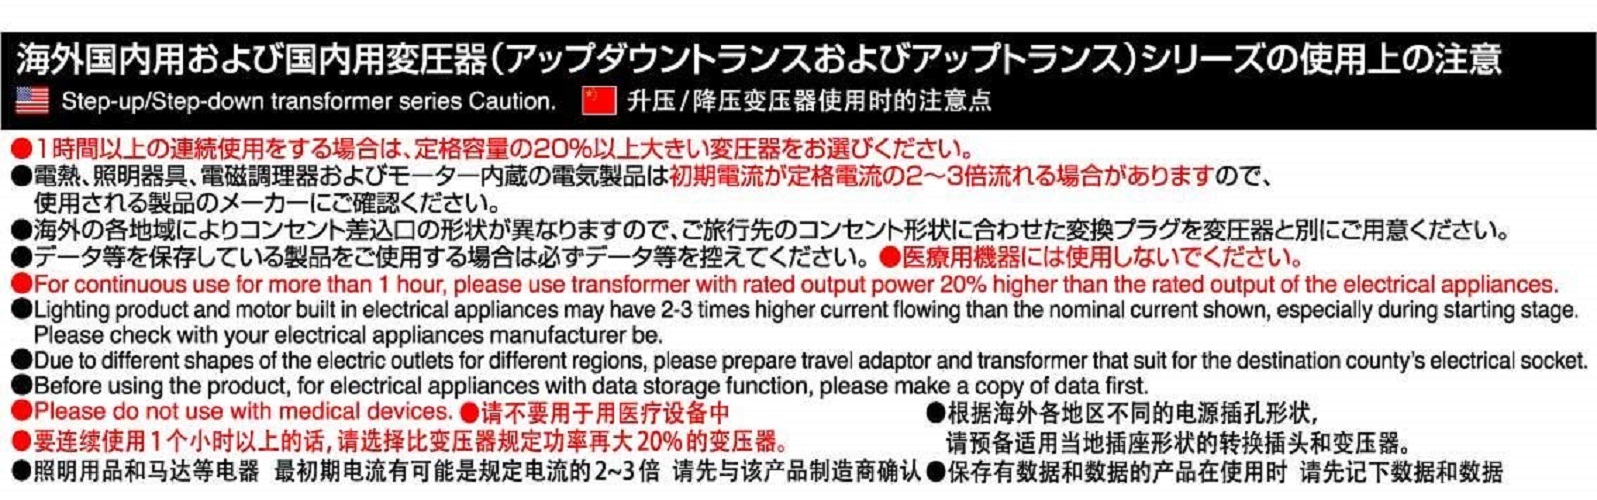 海外国内用および国内用変圧器(アップダウントランスおよびアップトランス)シリーズの使用上の注意
Step-up/Step-down transformer series Caution. 升压/降压变压器使用时的注意点
●1時間以上の連続使用をする場合は、定格容量の20%以上大きい変圧器をお選びください。
●電熱、照明器具、電磁調理器およびモーター内蔵の電気製品は初期電流が定格電流の2〜3倍流れる場合がありますので、
使用される製品のメーカーにご確認ください。
●海外の各地域によりコンセント差込口の形状が異なりますので、ご旅行先のコンセント形状に合わせた変換プラグを変圧器と別にご用意ください。
●データ等を保存している製品をご使用する場合は必ずデータ等を控えてください。●医療用機器には使用しないでください。
●For continuous use for more than 1 hour, please use transformer with rated output power 20% higher than the rated output of the electrical appliances.
●Lighting product and motor built in electrical appliances may have 2-3 times higher current flowing than the nominal current shown, especially during starting stage.
Please check with your electrical appliances manufacturer be.
●Due to different shapes of the electric outlets for different regions, please prepare travel adaptor and transformer that suit for the destination county's electrical socket.
●Before using the product, for electrical appliances with data storage function, please make a copy of data first.
●Please do not use with medical devices. ●请不要用于用医疗设备中
●要连续使用1个小时以上的话,请选择比变压器规定功率再大20%的变压器。
●照明用品和马达等电器 最初期电流有可能是规定电流的2~3倍 请先与该产品制造商确认
●根据海外各地区不同的电源插孔形状,
请预备适用当地插座形状的转换插头和变压器。
●保存有数据和数据的产品在使用时 请先记下数据和数据